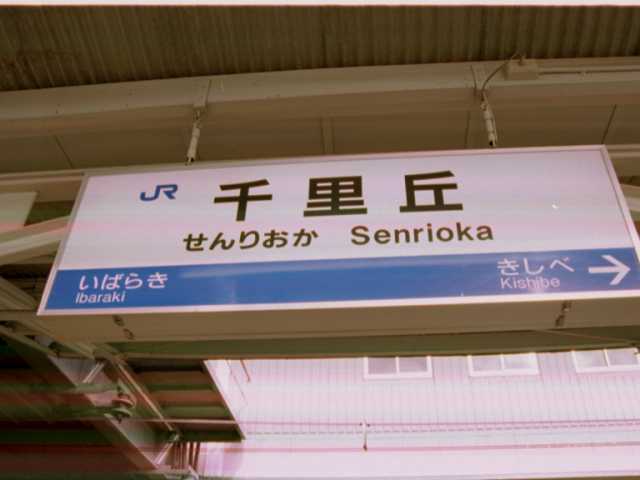 JR 千里丘
せんりおか Senrioka
いばらき きしべ →
Ibaraki Kishibe